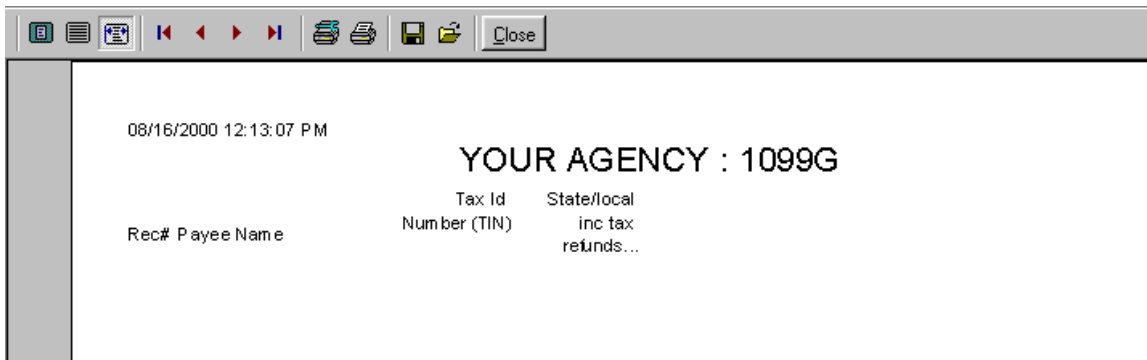 Close
08/16/2000 12:13:07 PM
YOUR AGENCY : 1099G
Tax Id State/local
Number (TIN) inc tax
Rec# Payee Name
refunds...